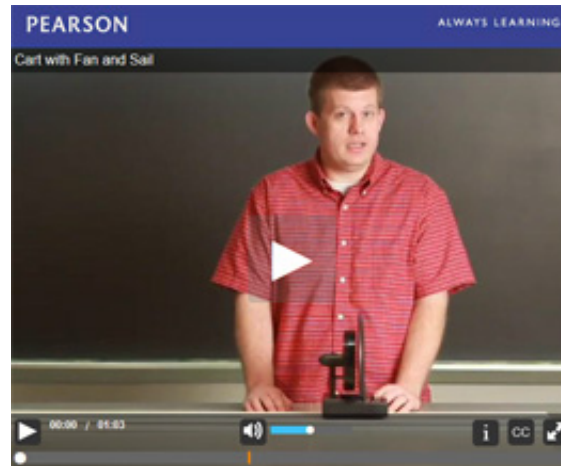 PEARSON
ALWAYS LEARNING
Cart with Fan and Sail
00:00 / 01:03
i
CC